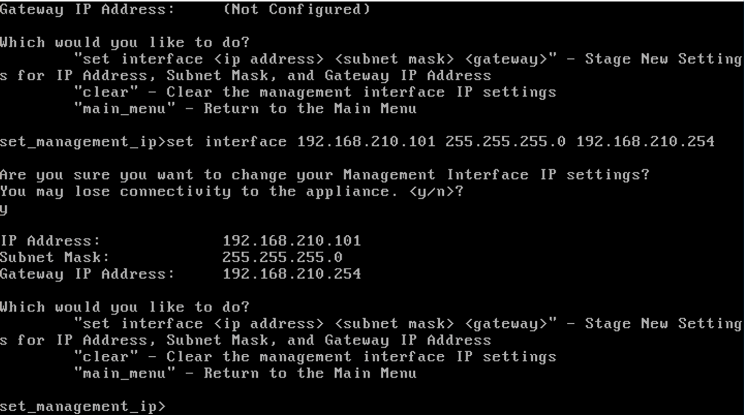 Gateway IP Address:     (Not Configured)
Which would you like to do?
"set interface <ip address> <subnet mask> <gateway>" - Stage New Setting
s for IP Address, Subnet Mask, and Gateway IP Address
"clear" - Clear the management interface IP settings
"main_menu" - Return to the Main Menu
set_management_ip>set interface 192.168.210.101 255.255.255.0 192.168.210.254
Are you sure you want to change your Management Interface IP settings?
You may lose connectivity to the appliance. <y/n>?
y
IP Address:             192.168.210.101
Subnet Mask:            255.255.255.0
Gateway IP Address:     192.168.210.254
Which would you like to do?
"set interface <ip address> <subnet mask> <gateway>" - Stage New Setting
s for IP Address, Subnet Mask, and Gateway IP Address
"clear" - Clear the management interface IP settings
"main_menu" - Return to the Main Menu
set_management_ip>